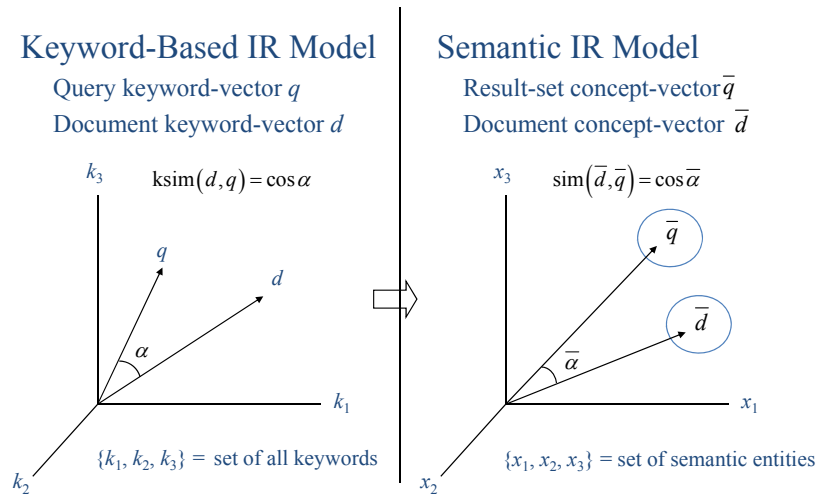 Keyword-Based IR Model
Query keyword-vector q
Document keyword-vector d
k₃
ksim(d,q) = cosα
q
d
α
k₁
{k₁, k₂, k₃} = set of all keywords
k₂
Semantic IR Model
Result-set concept-vector q̅
Document concept-vector d̅
x₃
sim(d̅,q̅) = cosα̅
q̅
d̅
α̅
x₁
{x₁, x₂, x₃} = set of semantic entities
x₂